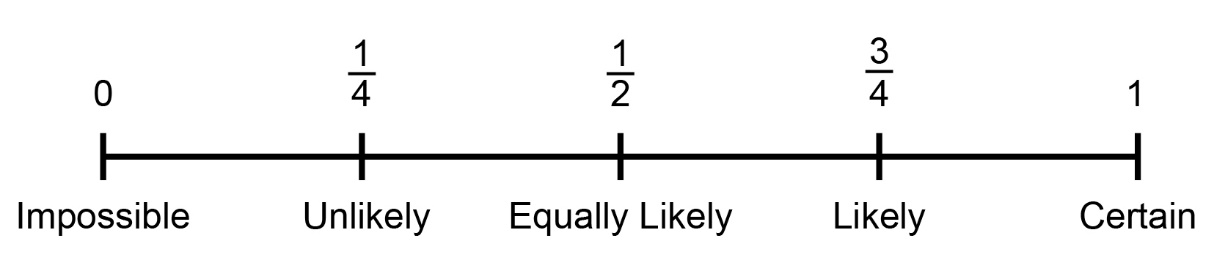 0 1/4 1/2 3/4 1
Impossible Unlikely Equally Likely Likely Certain